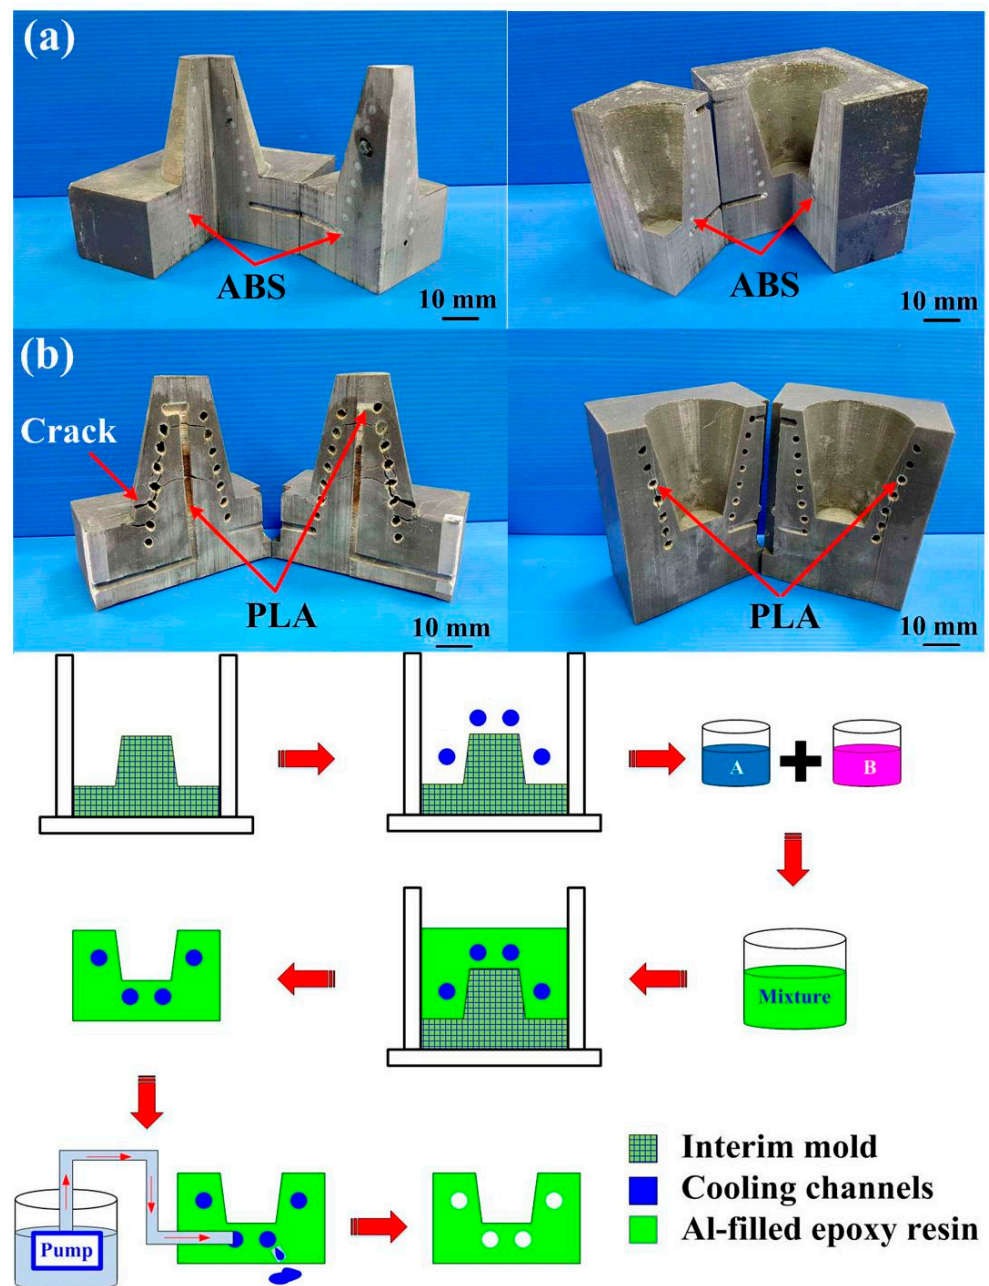 (a)
ABS
10 mm
ABS
10 mm
(b)
Crack
PLA
10 mm
PLA
10 mm
A
B
Mixture
Pump
Interim mold
Cooling channels
Al-filled epoxy resin